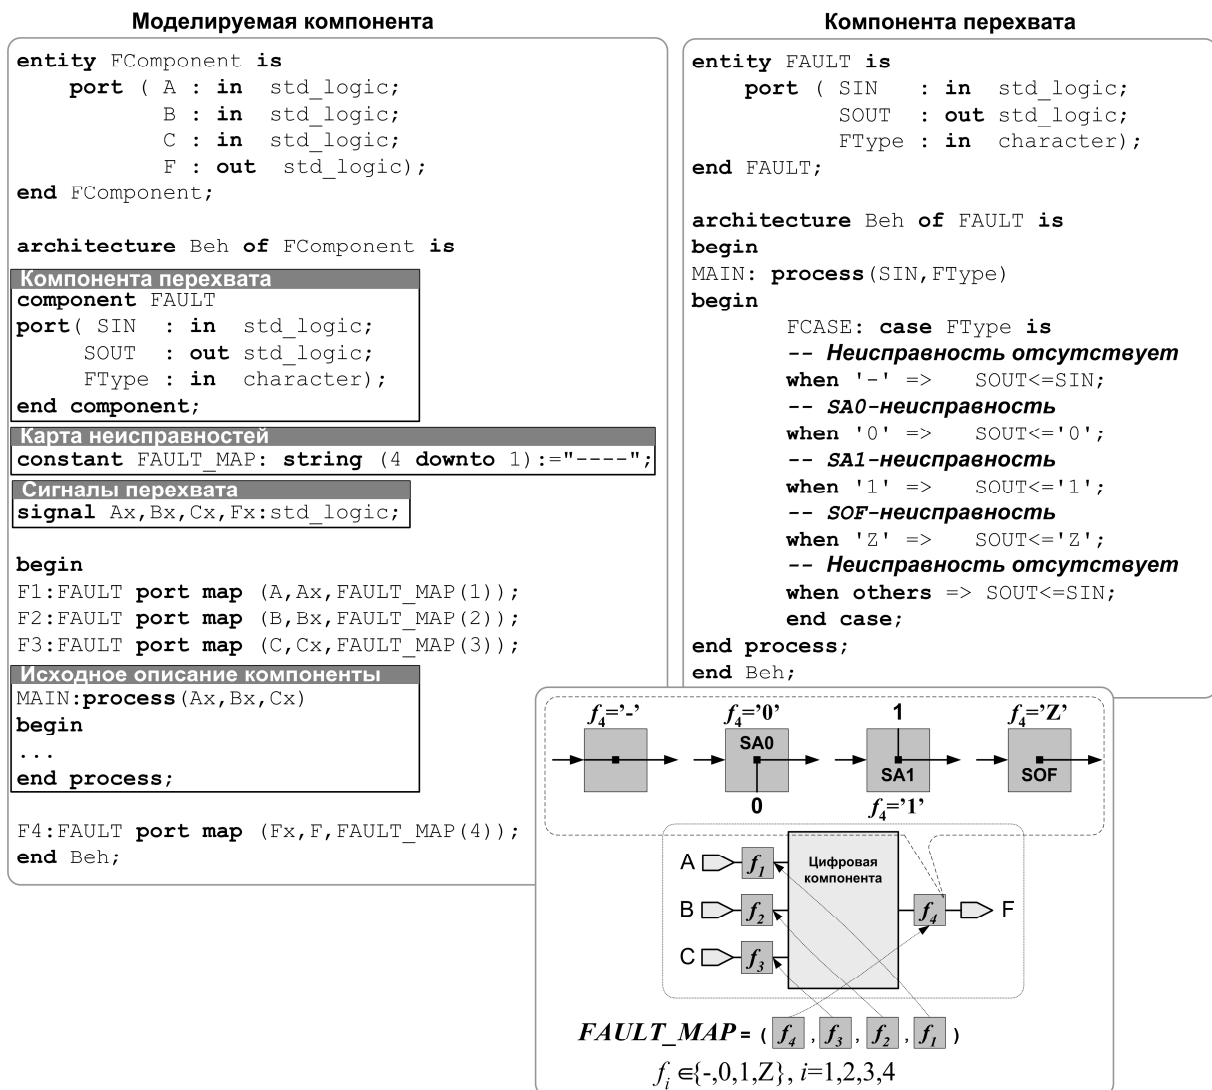 Моделируемая компонента
entity FComponent is
port ( A : in std_logic;
B : in std_logic;
C : in std_logic;
F : out std_logic);
end FComponent;
architecture Beh of FComponent is
Компонента перехвата
component FAULT
port( SIN : in std_logic;
SOUT : out std_logic;
FType : in character);
end component;
Карта неисправностей
constant FAULT_MAP: string (4 downto 1):="----";
Сигналы перехвата
signal Ax,Bx,Cx,Fx:std_logic;
begin
F1:FAULT port map (A,Ax,FAULT_MAP(1));
F2:FAULT port map (B,Bx,FAULT_MAP(2));
F3:FAULT port map (C,Cx,FAULT_MAP(3));
Исходное описание компоненты
MAIN:process(Ax,Bx,Cx)
begin
...
end process;
F4:FAULT port map (Fx,F,FAULT_MAP(4));
end Beh;
Компонента перехвата
entity FAULT is
port ( SIN : in std_logic;
SOUT : out std_logic;
FType : in character);
end FAULT;
architecture Beh of FAULT is
begin
MAIN: process(SIN,FType)
begin
FCASE: case FType is
-- Неисправность отсутствует
when '-' => SOUT<=SIN;
-- SA0-неисправность
when '0' => SOUT<='0';
-- SA1-неисправность
when '1' => SOUT<='1';
-- SOF-неисправность
when 'Z' => SOUT<='Z';
-- Неисправность отсутствует
when others => SOUT<=SIN;
end case;
end process;
end Beh;
f4='-' f4='0' 1 f4='Z'
SA0 SA1 SOF
0 f4='1'
A f1 Цифровая
компонента
B f2 f4 F
C f3
FAULT_MAP = ( f4 , f3 , f2 , f1 )
fi ∈{-,0,1,Z}, i=1,2,3,4